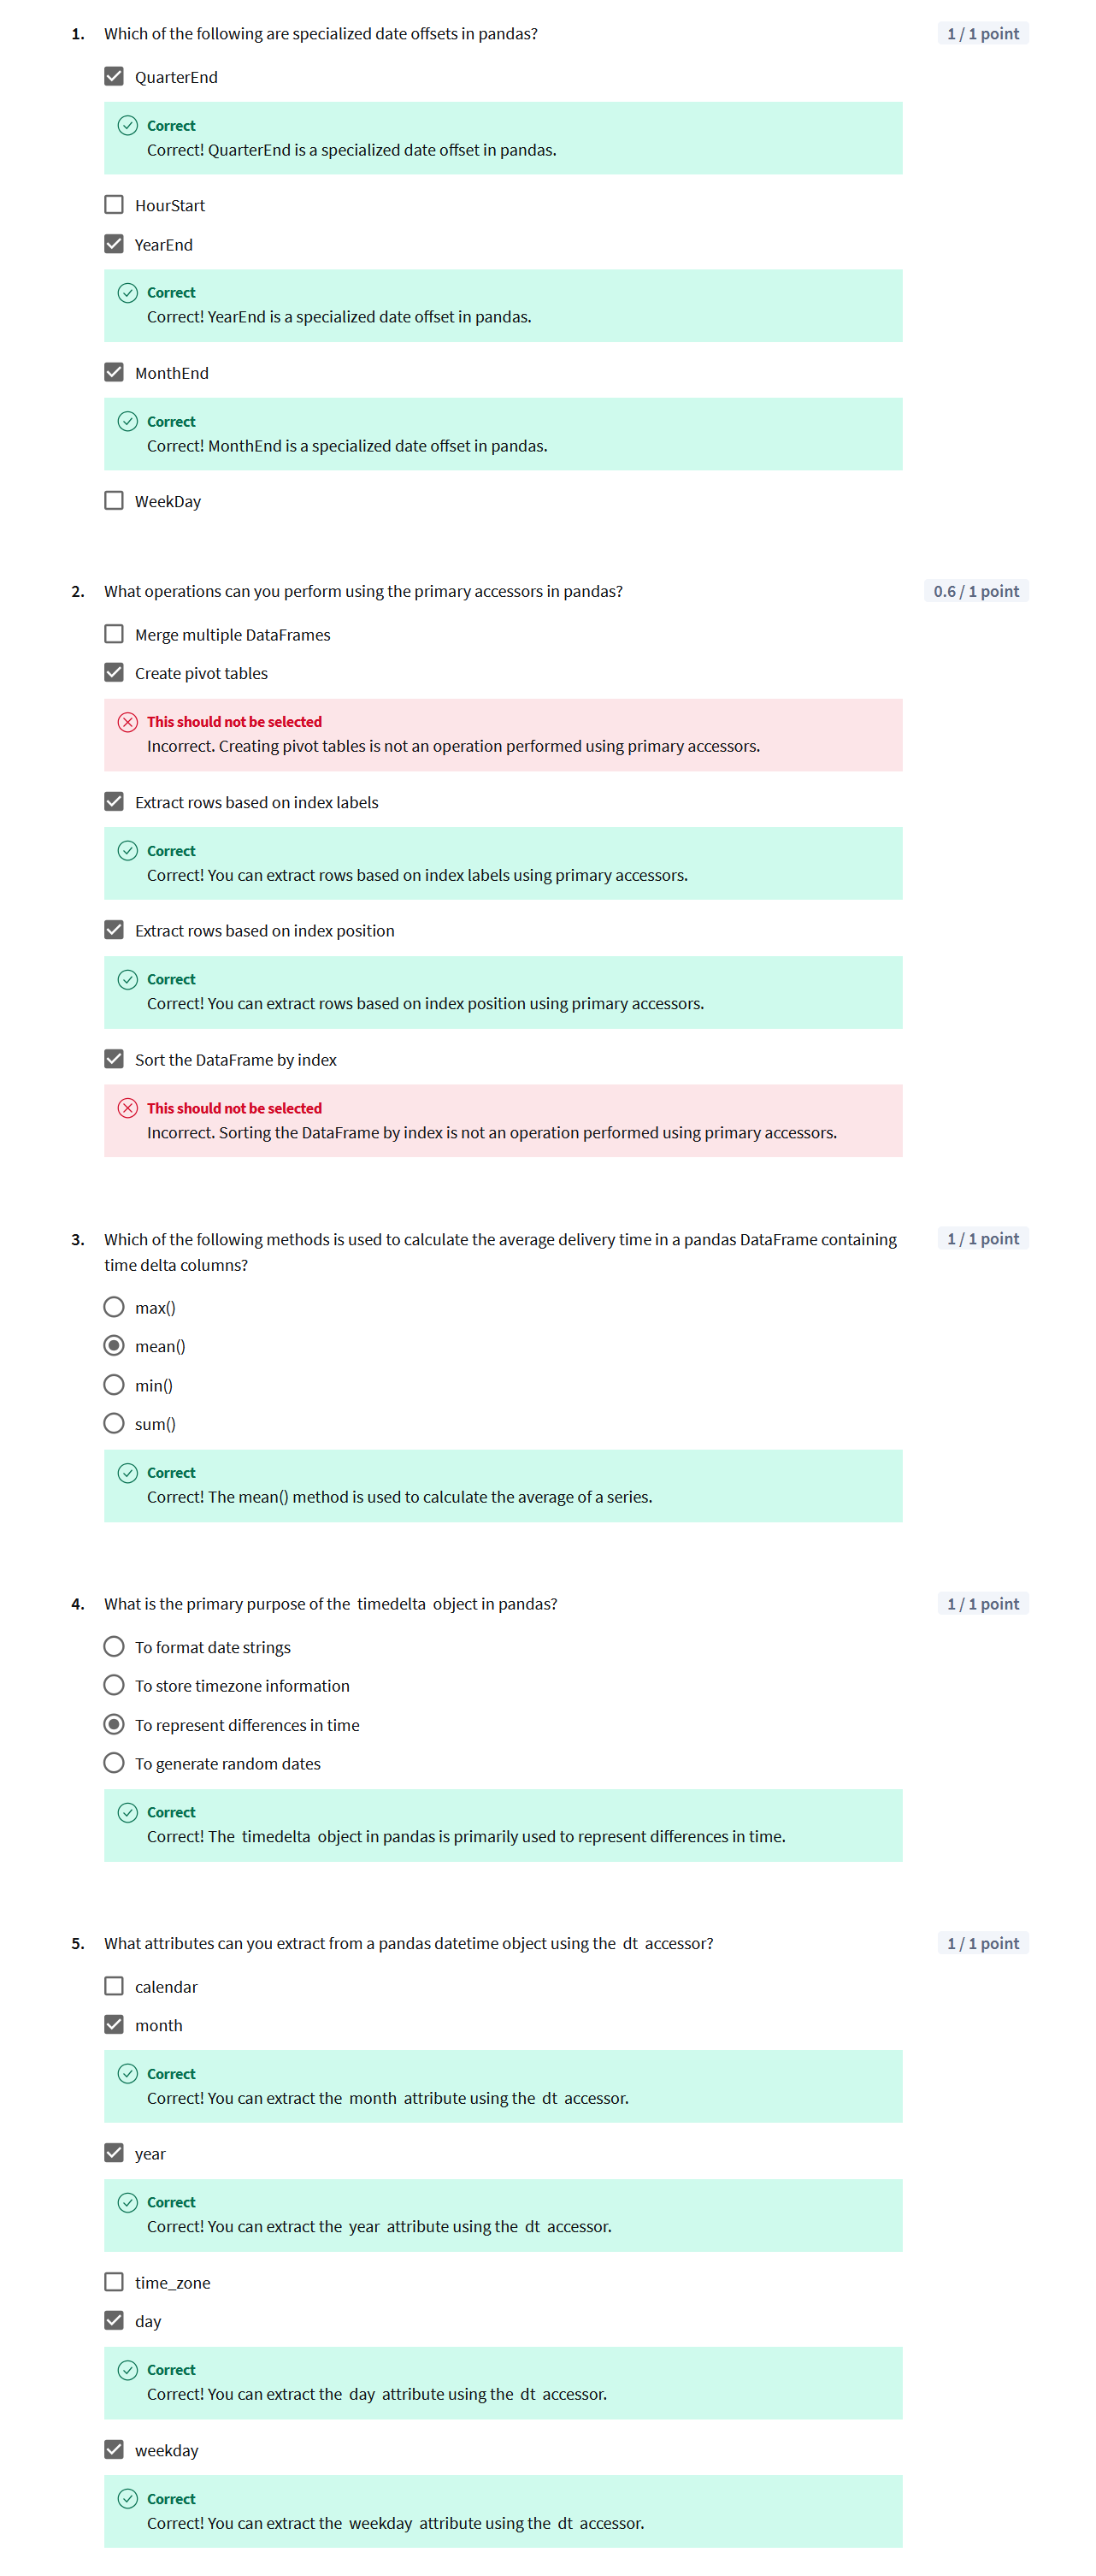 1. Which of the following are specialized date offsets in pandas? 1 / 1 point
QuarterEnd
Correct
Correct! QuarterEnd is a specialized date offset in pandas.
HourStart
YearEnd
Correct
Correct! YearEnd is a specialized date offset in pandas.
MonthEnd
Correct
Correct! MonthEnd is a specialized date offset in pandas.
WeekDay
2. What operations can you perform using the primary accessors in pandas? 0.6 / 1 point
Merge multiple DataFrames
Create pivot tables
This should not be selected
Incorrect. Creating pivot tables is not an operation performed using primary accessors.
Extract rows based on index labels
Correct
Correct! You can extract rows based on index labels using primary accessors.
Extract rows based on index position
Correct
Correct! You can extract rows based on index position using primary accessors.
Sort the DataFrame by index
This should not be selected
Incorrect. Sorting the DataFrame by index is not an operation performed using primary accessors.
3. Which of the following methods is used to calculate the average delivery time in a pandas DataFrame containing 1 / 1 point
time delta columns?
max()
mean()
min()
sum()
Correct
Correct! The mean() method is used to calculate the average of a series.
4. What is the primary purpose of the timedelta object in pandas? 1 / 1 point
To format date strings
To store timezone information
To represent differences in time
To generate random dates
Correct
Correct! The timedelta object in pandas is primarily used to represent differences in time.
5. What attributes can you extract from a pandas datetime object using the dt accessor? 1 / 1 point
calendar
month
Correct
Correct! You can extract the month attribute using the dt accessor.
year
Correct
Correct! You can extract the year attribute using the dt accessor.
time_zone
day
Correct
Correct! You can extract the day attribute using the dt accessor.
weekday
Correct
Correct! You can extract the weekday attribute using the dt accessor.